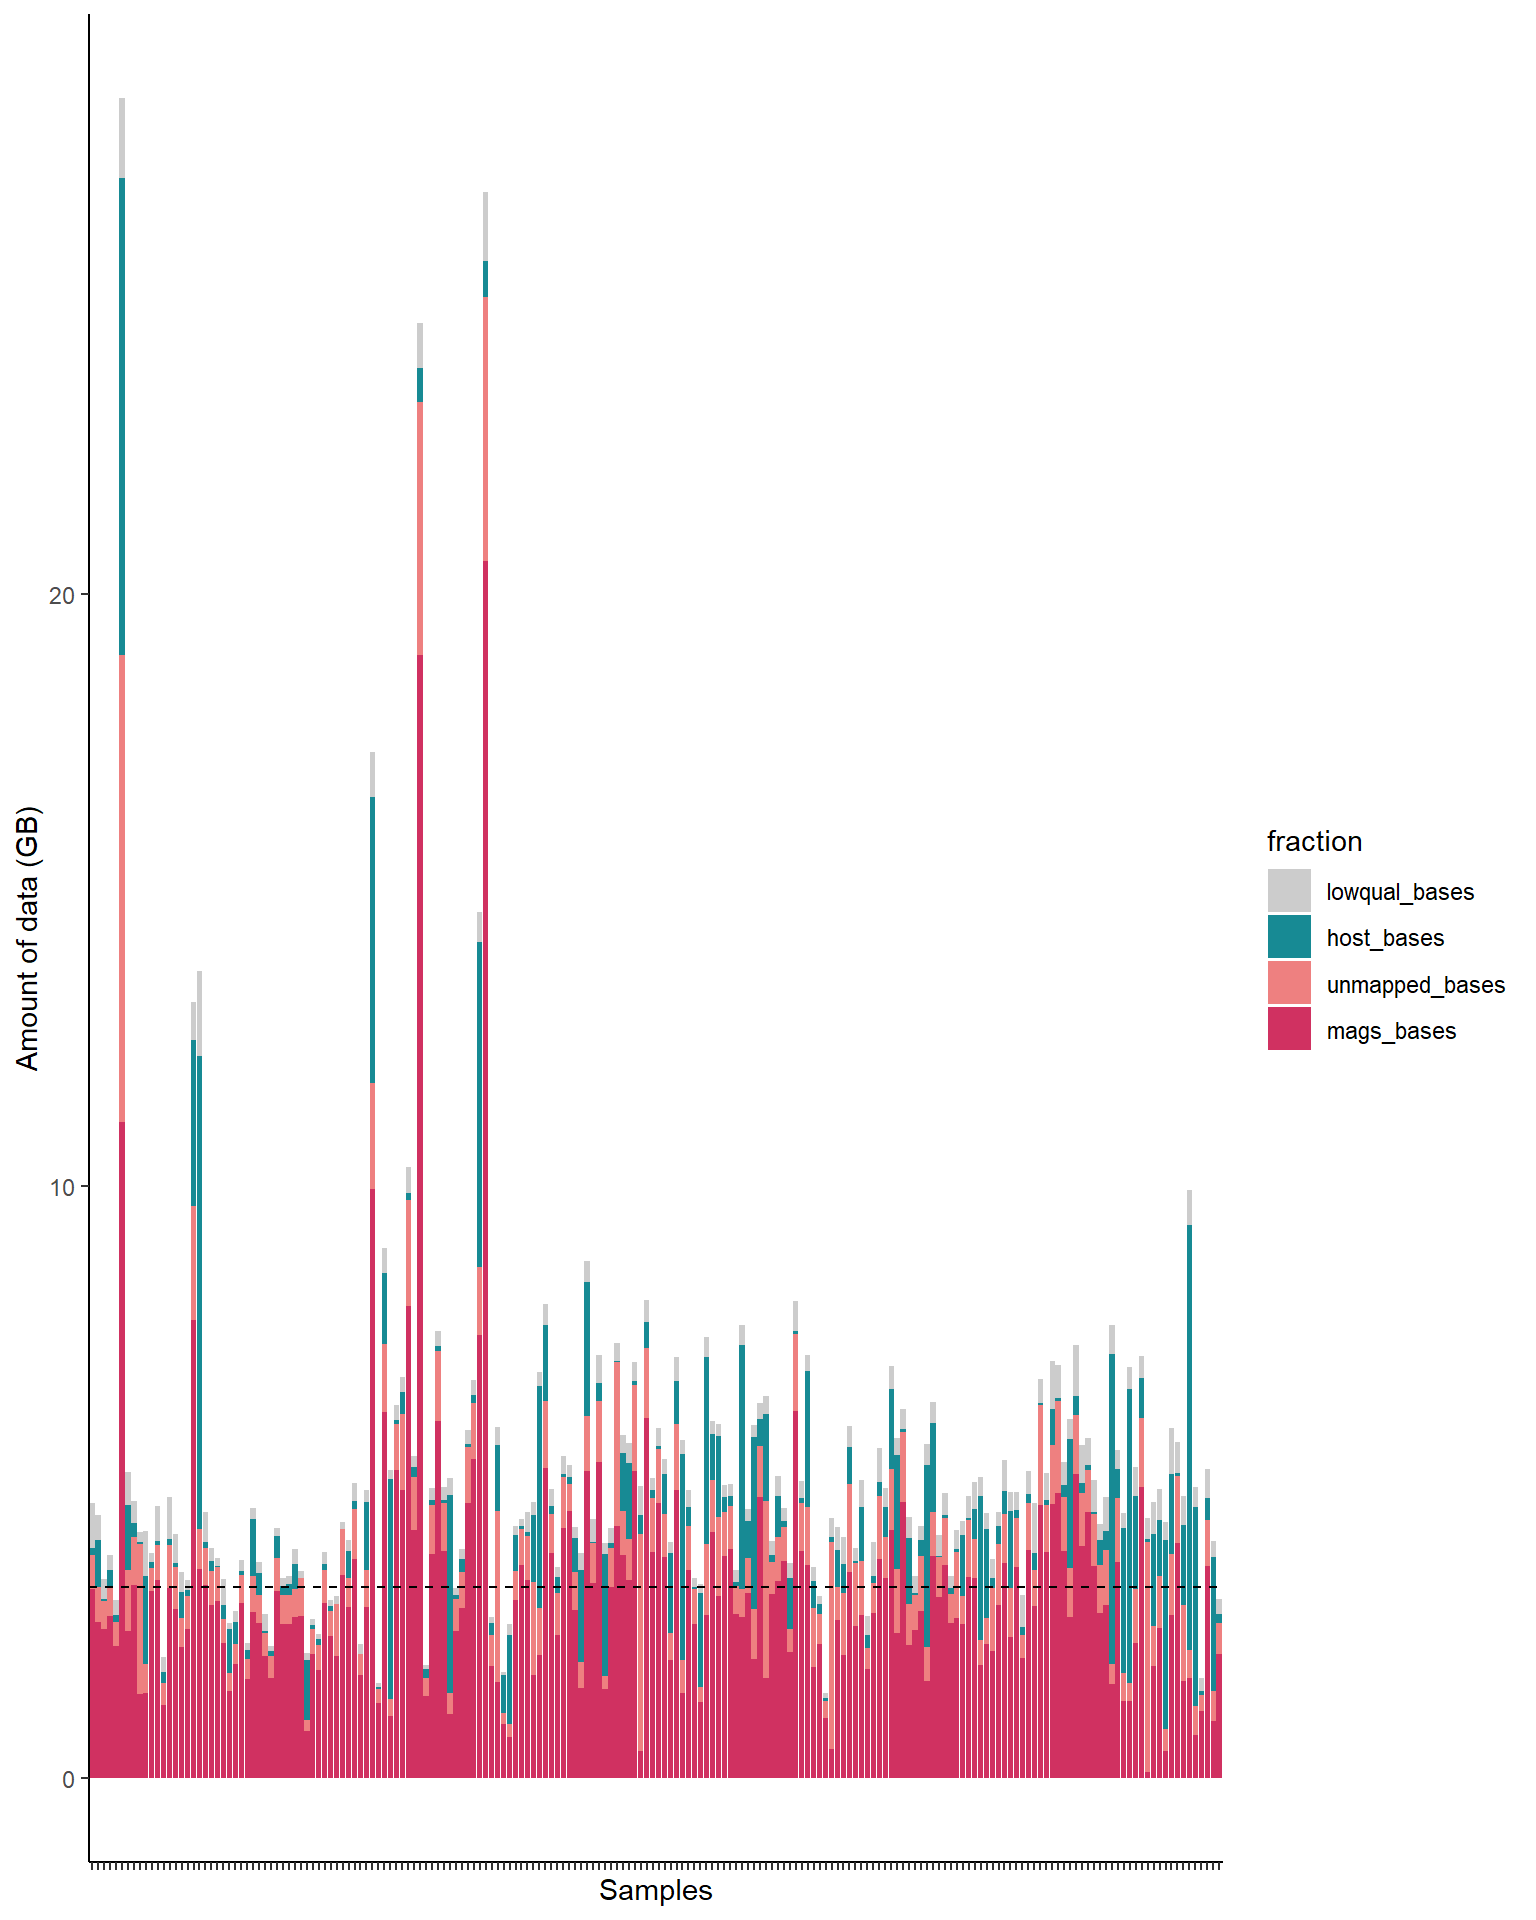 Amount of data (GB)
20
10
0
Samples
fraction
lowqual_bases
host_bases
unmapped_bases
mags_bases